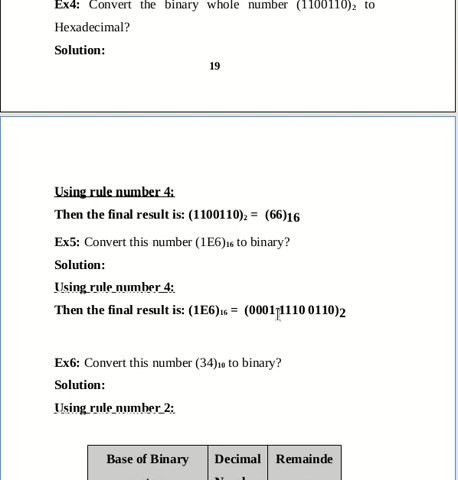 Ex4: Convert the binary whole number (1100110)₂ to
Hexadecimal?
Solution:
19
Using rule number 4:
Then the final result is: (1100110)₂ = (66)16
Ex5: Convert this number (1E6)₁₆ to binary?
Solution:
Using rule number 4:
Then the final result is: (1E6)₁₆ = (0001 1110 0110)2
Ex6: Convert this number (34)₁₀ to binary?
Solution:
Using rule number 2:
Base of Binary Decimal Remainde